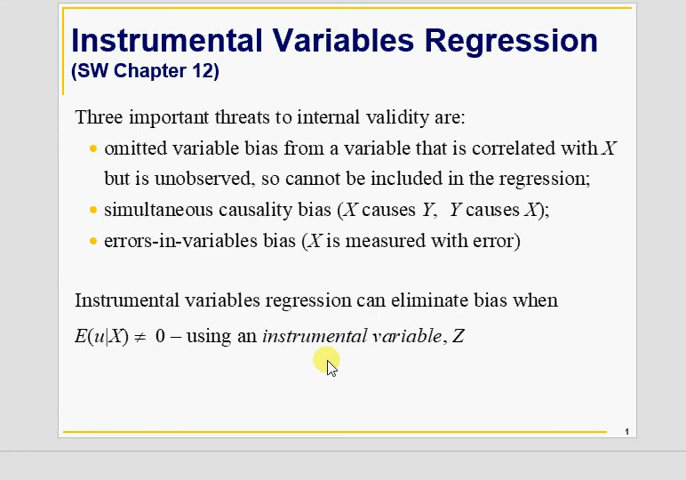 Instrumental Variables Regression
(SW Chapter 12)
Three important threats to internal validity are:
• omitted variable bias from a variable that is correlated with X
but is unobserved, so cannot be included in the regression;
• simultaneous causality bias (X causes Y, Y causes X);
• errors-in-variables bias (X is measured with error)
Instrumental variables regression can eliminate bias when
E(u|X) ≠ 0 – using an instrumental variable, Z
1